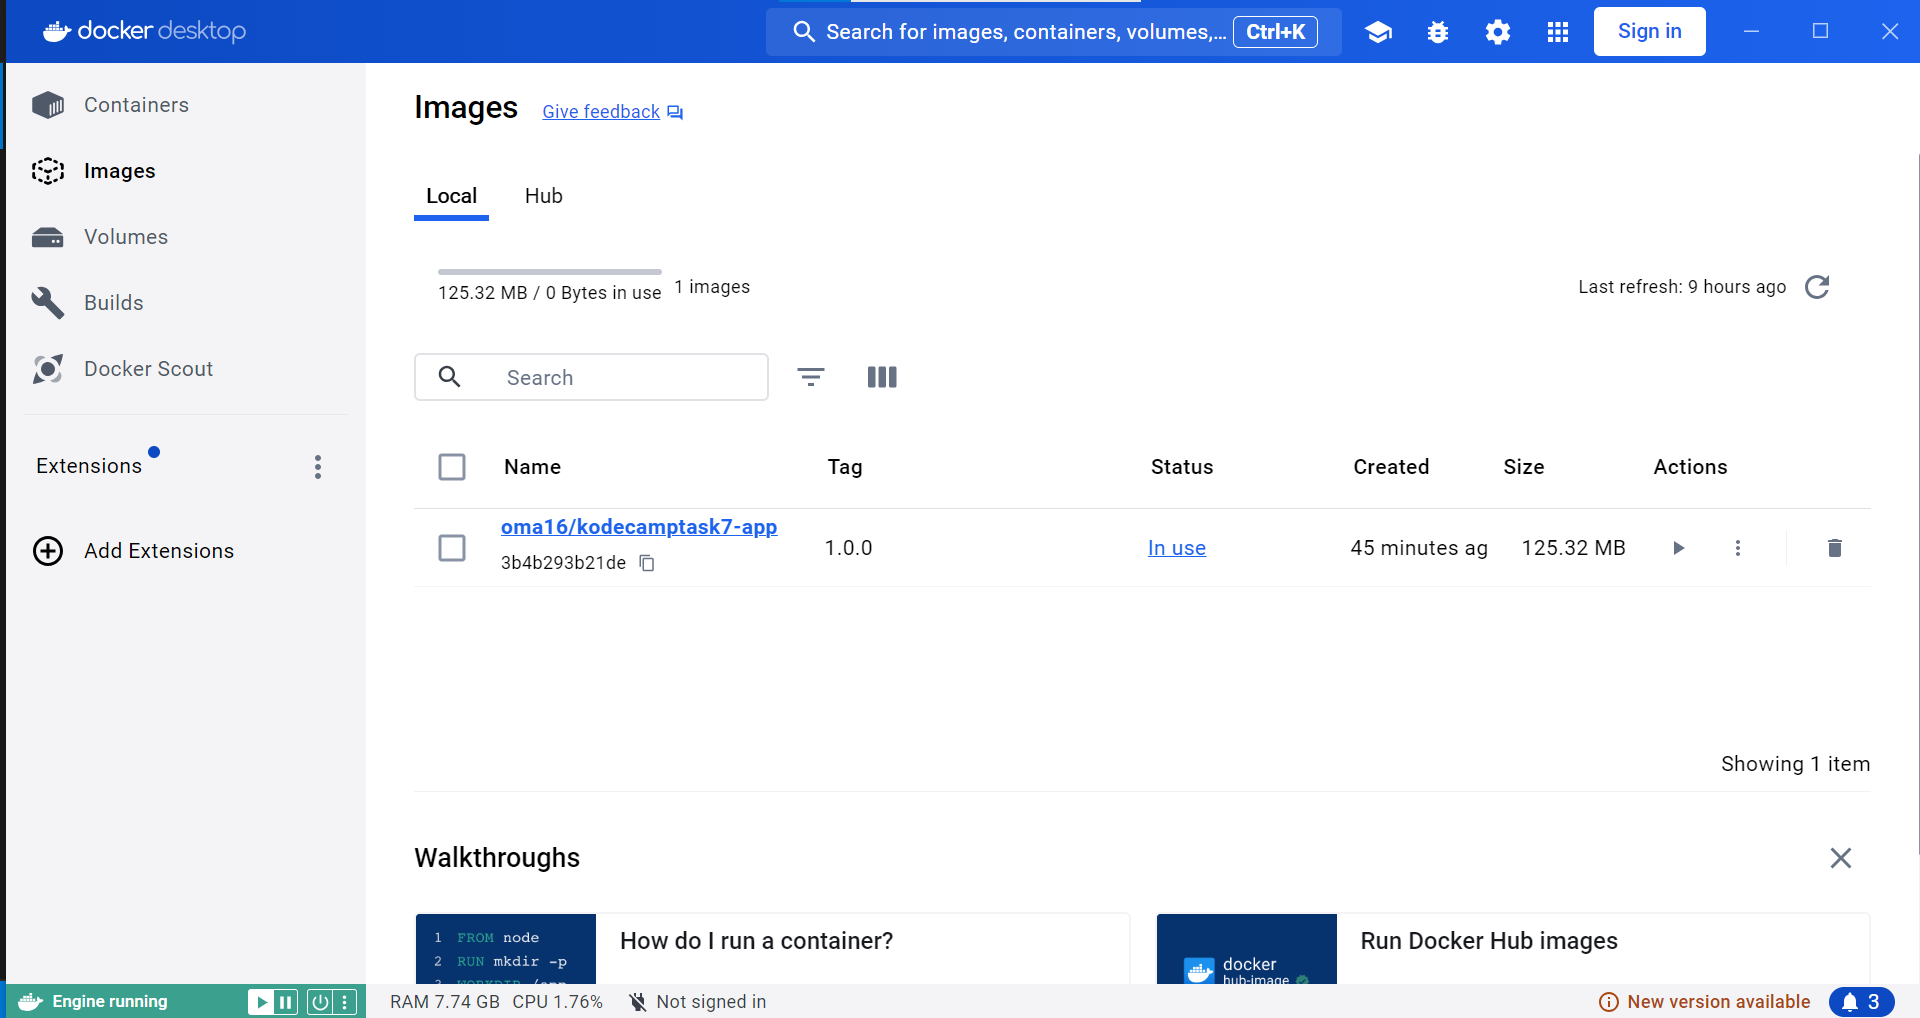 docker desktop
Search for images, containers, volumes,... Ctrl+K
Sign in
Containers
Images
Volumes
Builds
Docker Scout
Extensions
Add Extensions
Images Give feedback
Local Hub
125.32 MB / 0 Bytes in use 1 images
Last refresh: 9 hours ago
Search
Name Tag Status Created Size Actions
oma16/kodecamptask7-app
3b4b293b21de
1.0.0 In use 45 minutes ag 125.32 MB
Showing 1 item
Walkthroughs
1 FROM node
2 RUN mkdir -p
How do I run a container?
docker
hub-image
Run Docker Hub images
Engine running
RAM 7.74 GB CPU 1.76% Not signed in
New version available 3